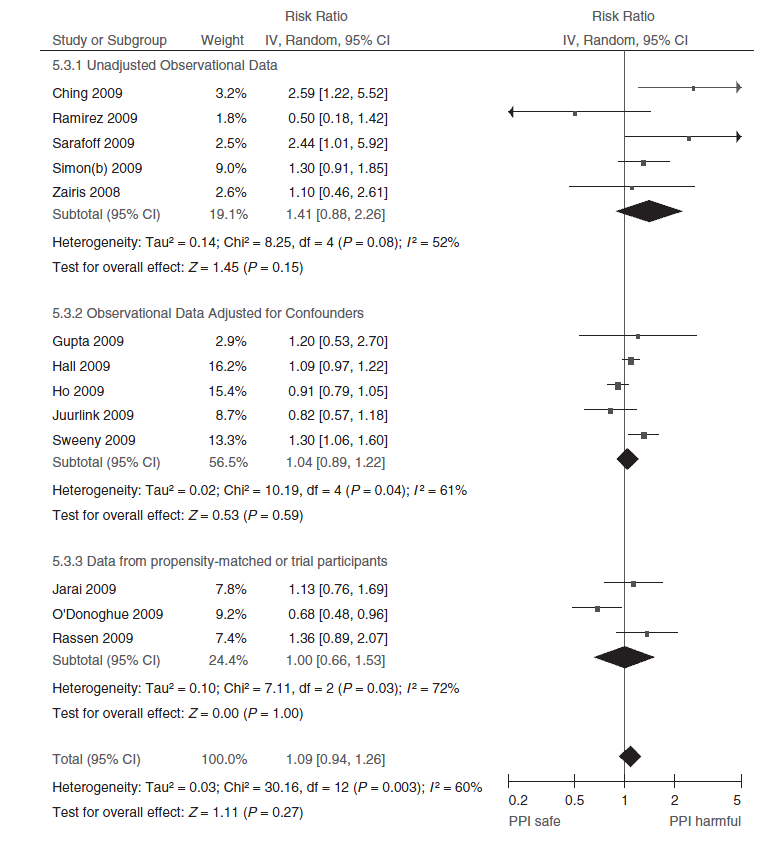 Risk Ratio Risk Ratio
Study or Subgroup Weight IV, Random, 95% CI IV, Random, 95% CI
5.3.1 Unadjusted Observational Data
Ching 2009 3.2% 2.59 [1.22, 5.52]
Ramirez 2009 1.8% 0.50 [0.18, 1.42]
Sarafoff 2009 2.5% 2.44 [1.01, 5.92]
Simon(b) 2009 9.0% 1.30 [0.91, 1.85]
Zairis 2008 2.6% 1.10 [0.46, 2.61]
Subtotal (95% CI) 19.1% 1.41 [0.88, 2.26]
Heterogeneity: Tau² = 0.14; Chi² = 8.25, df = 4 (P = 0.08); I² = 52%
Test for overall effect: Z = 1.45 (P = 0.15)
5.3.2 Observational Data Adjusted for Confounders
Gupta 2009 2.9% 1.20 [0.53, 2.70]
Hall 2009 16.2% 1.09 [0.97, 1.22]
Ho 2009 15.4% 0.91 [0.79, 1.05]
Juurlink 2009 8.7% 0.82 [0.57, 1.18]
Sweeny 2009 13.3% 1.30 [1.06, 1.60]
Subtotal (95% CI) 56.5% 1.04 [0.89, 1.22]
Heterogeneity: Tau² = 0.02; Chi² = 10.19, df = 4 (P = 0.04); I² = 61%
Test for overall effect: Z = 0.53 (P = 0.59)
5.3.3 Data from propensity-matched or trial participants
Jarai 2009 7.8% 1.13 [0.76, 1.69]
O'Donoghue 2009 9.2% 0.68 [0.48, 0.96]
Rassen 2009 7.4% 1.36 [0.89, 2.07]
Subtotal (95% CI) 24.4% 1.00 [0.66, 1.53]
Heterogeneity: Tau² = 0.10; Chi² = 7.11, df = 2 (P = 0.03); I² = 72%
Test for overall effect: Z = 0.00 (P = 1.00)
Total (95% CI) 100.0% 1.09 [0.94, 1.26]
Heterogeneity: Tau² = 0.03; Chi² = 30.16, df = 12 (P = 0.003); I² = 60%
Test for overall effect: Z = 1.11 (P = 0.27)
0.2 0.5 1 2 5
PPI safe PPI harmful